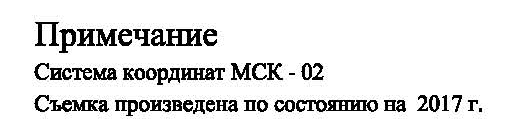 Примечание
Система координат МСК - 02
Съемка произведена по состоянию на 2017 г.